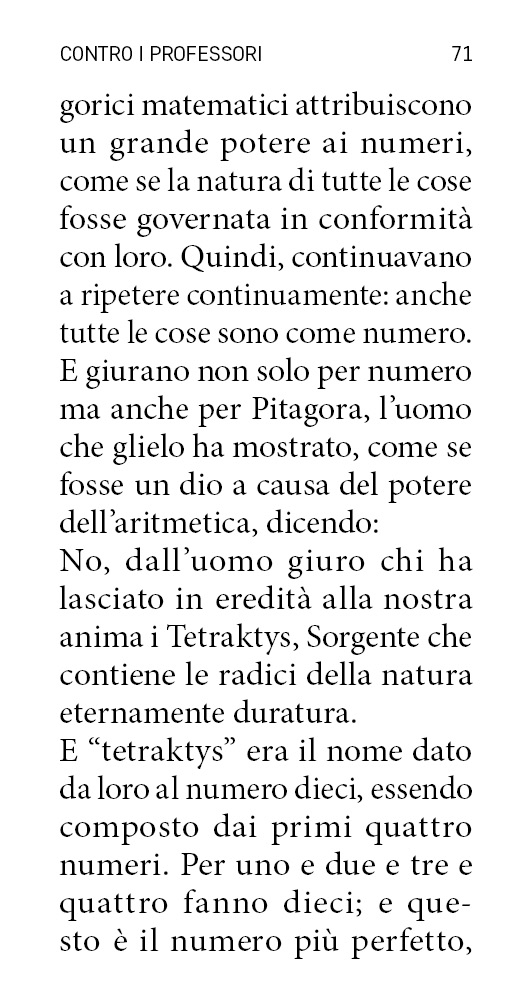 CONTRO I PROFESSORI 71
gorici matematici attribuiscono
un grande potere ai numeri,
come se la natura di tutte le cose
fosse governata in conformità
con loro. Quindi, continuavano
a ripetere continuamente: anche
tutte le cose sono come numero.
E giurano non solo per numero
ma anche per Pitagora, l’uomo
che glielo ha mostrato, come se
fosse un dio a causa del potere
dell’aritmetica, dicendo:
No, dall’uomo giuro chi ha
lasciato in eredità alla nostra
anima i Tetraktys, Sorgente che
contiene le radici della natura
eternamente duratura.
E “tetraktys” era il nome dato
da loro al numero dieci, essendo
composto dai primi quattro
numeri. Per uno e due e tre e
quattro fanno dieci; e que-
sto è il numero più perfetto,